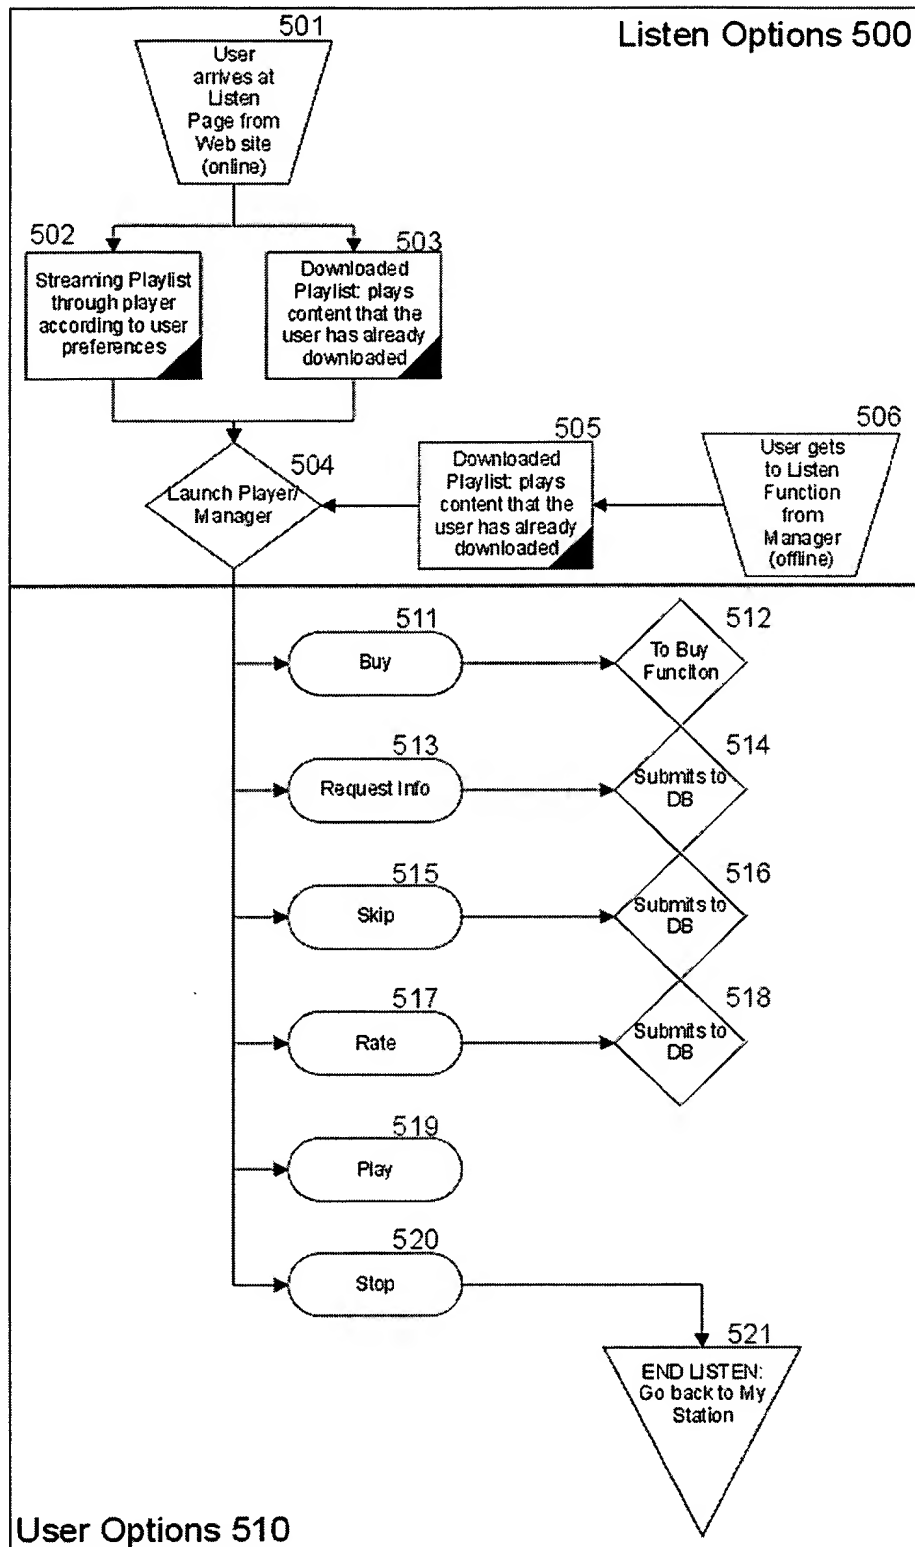 501
Listen Options 500
User
arrives at
Listen
Page from
Web site
(online)
502
503
Streaming Playlist
through player
according to user
preferences
Downloaded
Playlist: plays
content that the
user has already
downloaded
504
Launch Player/
Manager
505
Downloaded
Playlist: plays
content that the
user has already
downloaded
506
User gets
to Listen
Function
from
Manager
(offline)
511
Buy
512
To Buy
Funciton
513
Request Info
514
Submits to
DB
515
Skip
516
Submits to
DB
517
Rate
518
Submits to
DB
519
Play
520
Stop
521
END LISTEN:
Go back to My
Station
User Options 510